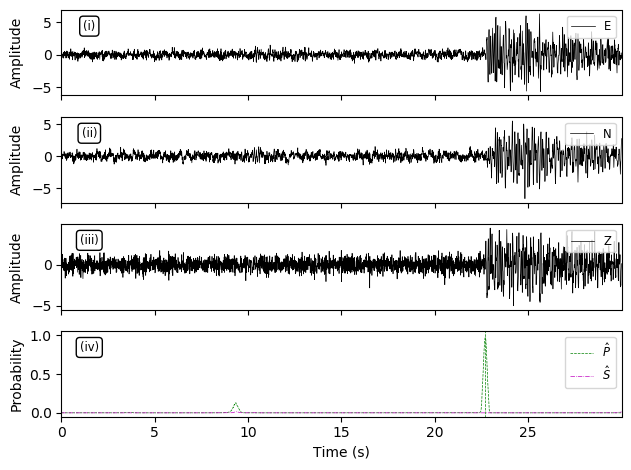 (i)
E
Amplitude
5
0
−5
(ii)
N
Amplitude
5
0
−5
(iii)
Z
Amplitude
0
−5
(iv)
P̂
Ŝ
Probability
1.0
0.5
0.0
0 5 10 15 20 25
Time (s)